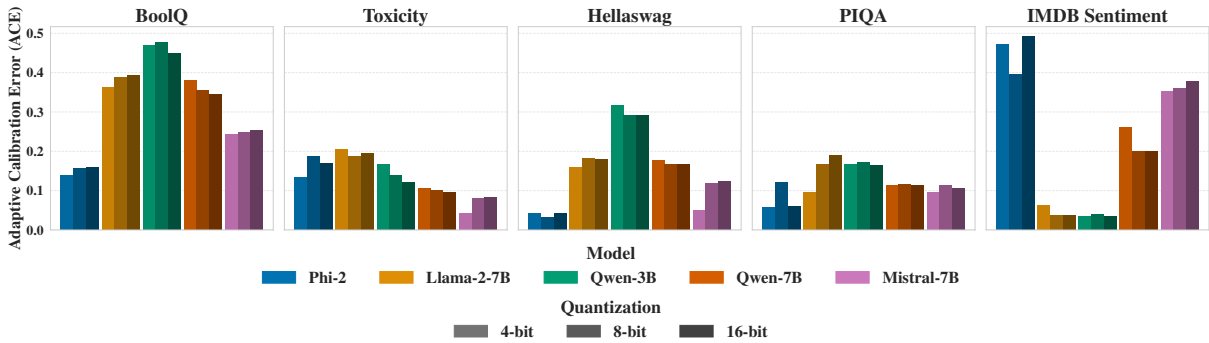 BoolQ Toxicity Hellaswag PIQA IMDB Sentiment
Adaptive Calibration Error (ACE)
0.5
0.4
0.3
0.2
0.1
0.0
Model
Phi-2 Llama-2-7B Qwen-3B Qwen-7B Mistral-7B
Quantization
4-bit 8-bit 16-bit